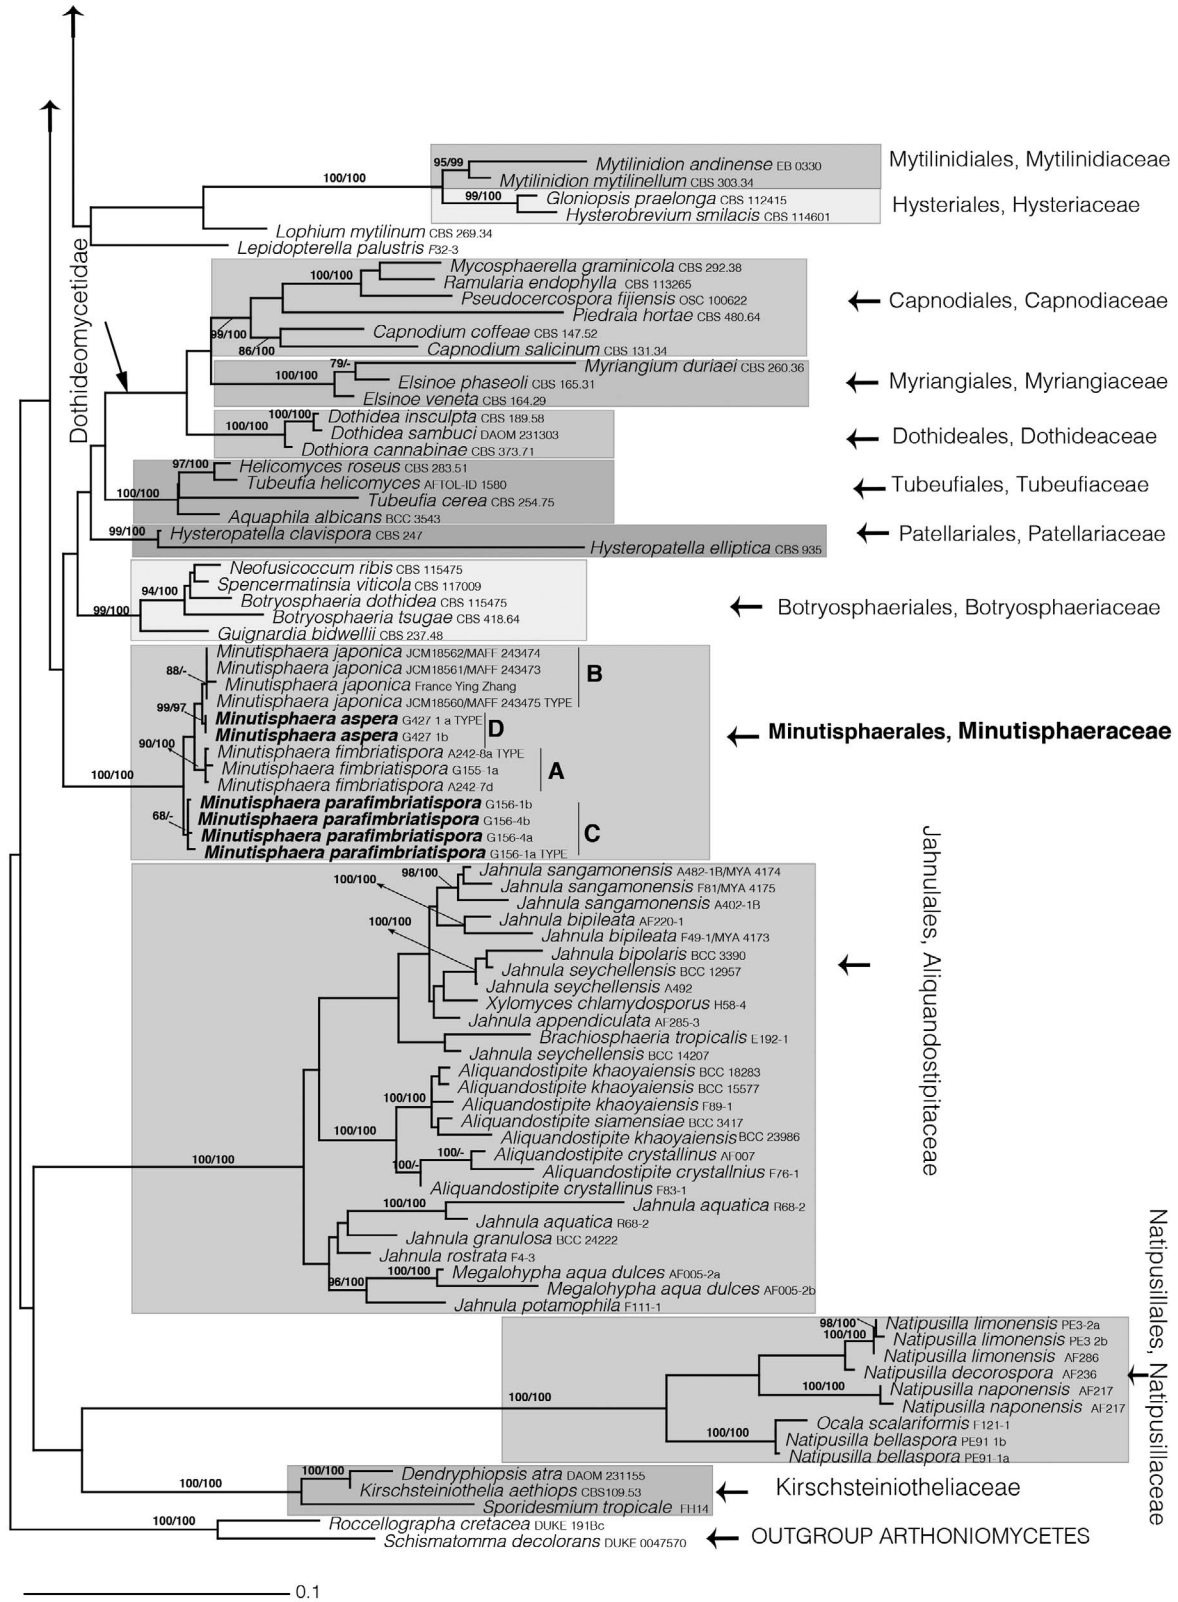 95/99
Mytilinidion andinense EB 0330
Mytilinidiales, Mytilinidiaceae
100/100
Mytilinidion mytilinellum CBS 303.34
99/100
Gloniopsis praelonga CBS 112415
Hysteriales, Hysteriaceae
Hysterobrevium smilacis CBS 114601
Lophium mytilinum CBS 269.34
Lepidopterella palustris F32-3
Dothideomycetidae
Mycosphaerella graminicola CBS 292.38
100/100
Ramularia endophylla CBS 113265
Pseudocercospora fijiensis OSC 100622
Capnodiales, Capnodiaceae
Piedraia hortae CBS 480.64
99/100
Capnodium coffeae CBS 147.52
86/100
Capnodium salicinum CBS 131.34
79/-
Myriangium duriaei CBS 260.36
100/100
Elsinoe phaseoli CBS 165.31
Myriangiales, Myriangiaceae
Elsinoe veneta CBS 164.29
100/100
Dothidea insculpta CBS 189.58
100/100
Dothidea sambuci DAOM 231303
Dothideales, Dothideaceae
Dothiora cannabinae CBS 373.71
97/100
Helicomyces roseus CBS 283.51
Tubeufia helicomyces AFTOL-ID 1580
Tubeufiales, Tubeufiaceae
100/100
Tubeufia cerea CBS 254.75
Aquaphila albicans BCC 3543
99/100
Hysteropatella clavispora CBS 247
Patellariales, Patellariaceae
Hysteropatella elliptica CBS 935
Neofusicoccum ribis CBS 115475
Spencermatinsia viticola CBS 117009
94/100
Botryosphaeria dothidea CBS 115475
Botryosphaeriales, Botryosphaeriaceae
99/100
Botryosphaeria tsugae CBS 418.64
Guignardia bidwellii CBS 237.48
Minutisphaera japonica JCM18562/MAFF 243474
88/-
Minutisphaera japonica JCM18561/MAFF 243473
B
Minutisphaera japonica France Ying Zhang
Minutisphaera japonica JCM18560/MAFF 243475 TYPE
99/97
Minutisphaera aspera G427 1 a TYPE
D
Minutisphaerales, Minutisphaeraceae
Minutisphaera aspera G427 1b
90/100
Minutisphaera fimbriatispora A242-8a TYPE
Minutisphaera fimbriatispora G155-1a
A
100/100
Minutisphaera fimbriatispora A242-7d
Minutisphaera parafimbriatispora G156-1b
68/-
Minutisphaera parafimbriatispora G156-4b
Minutisphaera parafimbriatispora G156-4a
C
Minutisphaera parafimbriatispora G156-1a TYPE
98/100
Jahnula sangamonensis A482-1B/MYA 4174
100/100
Jahnula sangamonensis F81/MYA 4175
Jahnula sangamonensis A402-1B
100/100
Jahnula bipileata AF220-1
Jahnula bipileata F49-1/MYA 4173
Jahnula bipolaris BCC 3390
Jahnula seychellensis BCC 12957
Jahnulales, Aliquandostipitaceae
Jahnula seychellensis A492
Xylomyces chlamydosporus H58-4
Jahnula appendiculata AF285-3
Brachiosphaeria tropicalis E192-1
Jahnula seychellensis BCC 14207
Aliquandostipite khaoyaiensis BCC 18283
Aliquandostipite khaoyaiensis BCC 15577
100/100
Aliquandostipite khaoyaiensis F89-1
Aliquandostipite siamensiae BCC 3417
100/100
Aliquandostipite khaoyaiensis BCC 23986
100/-
Aliquandostipite crystallinus AF007
100/100
100/-
Aliquandostipite crystallnius F76-1
Aliquandostipite crystallinus F83-1
100/100
Jahnula aquatica R68-2
Jahnula aquatica R68-2
Jahnula granulosa BCC 24222
Jahnula rostrata F4-3
100/100
Megalohypha aqua dulces AF005-2a
96/100
Megalohypha aqua dulces AF005-2b
Jahnula potamophila F111-1
98/100
Natipusilla limonensis PE3-2a
100/100
Natipusilla limonensis PE3 2b
Natipusilla limonensis AF286
Natipusilla decorospora AF236
Natipusillales, Natipusillaceae
100/100
Natipusilla naponensis AF217
100/100
Natipusilla naponensis AF217
Ocala scalariformis F121-1
100/100
Natipusilla bellaspora PE91 1b
Natipusilla bellaspora PE91-1a
100/100
Dendryphiopsis atra DAOM 231155
100/100
Kirschsteiniothelia aethiops CBS109.53
Kirschsteiniotheliaceae
Sporidesmium tropicale FH14
100/100
Roccellographa cretacea DUKE 191Bc
Schismatomma decolorans DUKE 0047570
OUTGROUP ARTHONIOMYCETES
0.1